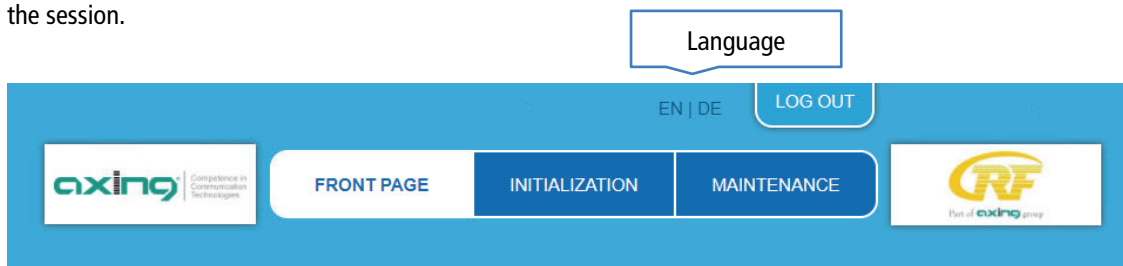 the session.
Language
EN | DE
LOG OUT
axing
Competence in
Communication
Technologies
FRONT PAGE
INITIALIZATION
MAINTENANCE
CRF
Part of axing group